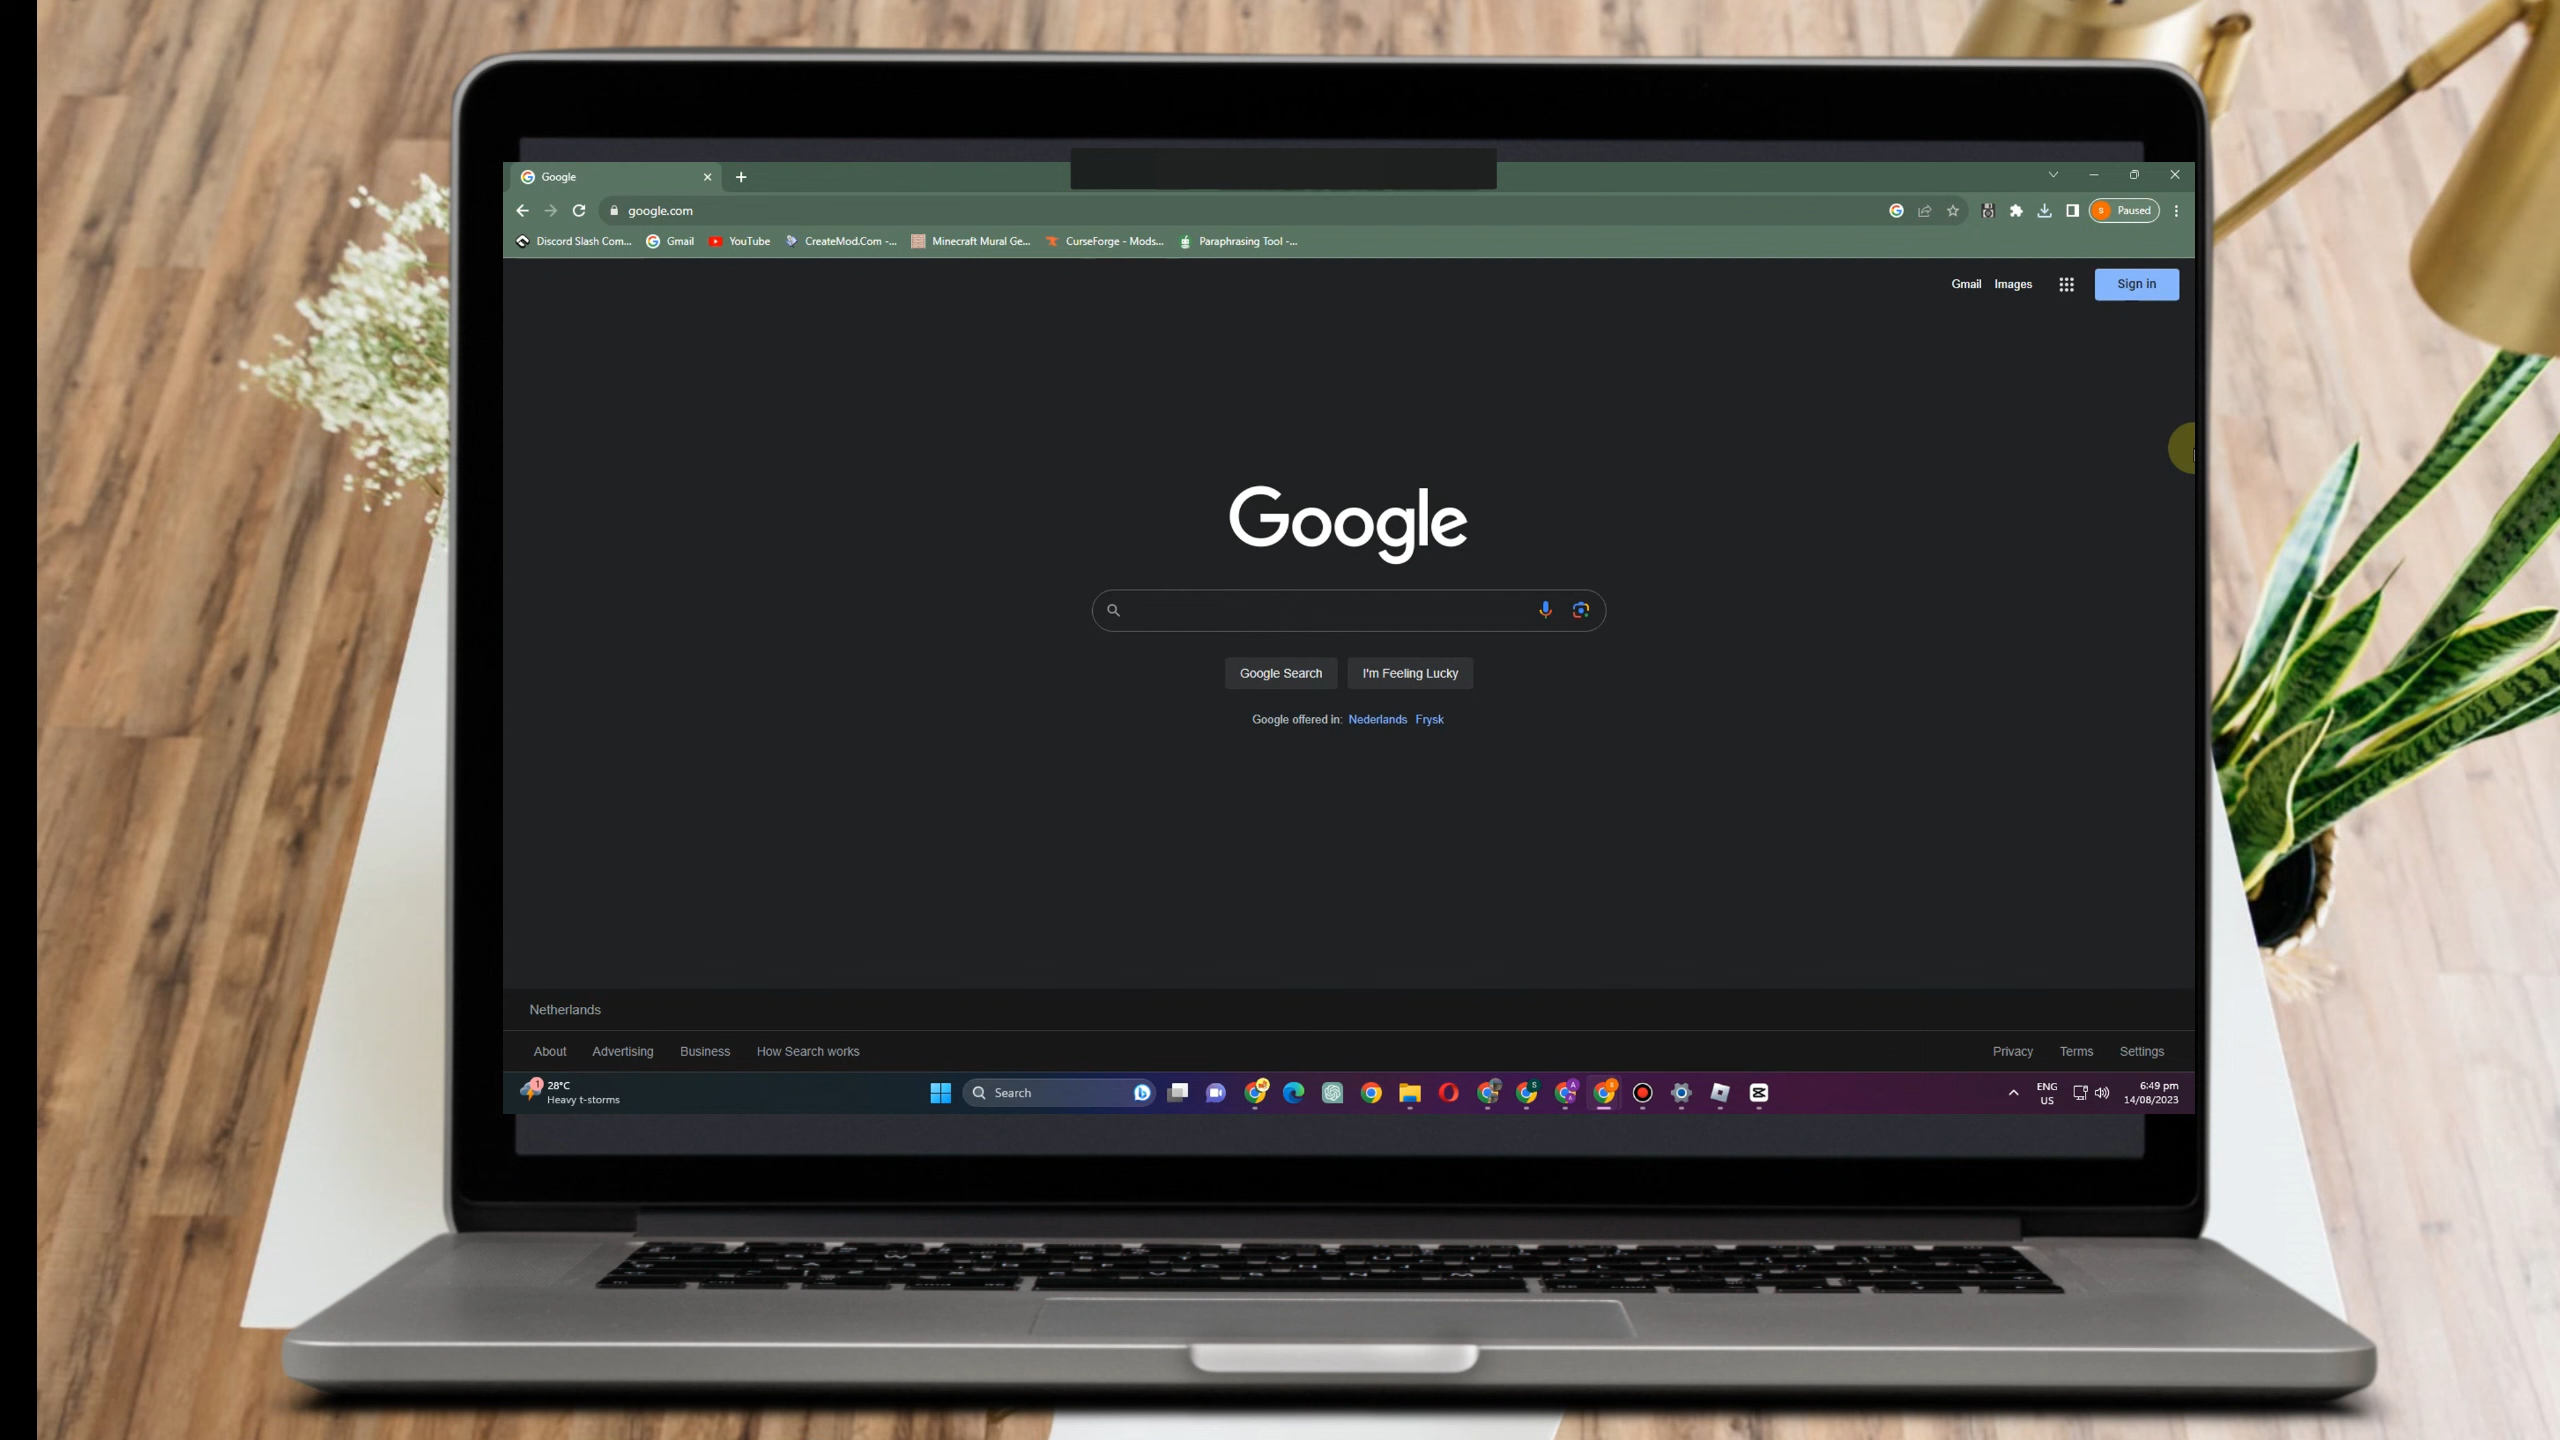 Google
google.com
S Paused
Discord Slash Com... Gmail YouTube CreateMod.Com -... Minecraft Mural Ge... CurseForge - Mods... Paraphrasing Tool -...
Gmail Images Sign in
Google
Google Search I'm Feeling Lucky
Google offered in: Nederlands Frysk
Netherlands
About Advertising Business How Search works Privacy Terms Settings
1 28°C
Heavy t-storms
Search
ENG
US
6:49 pm
14/08/2023